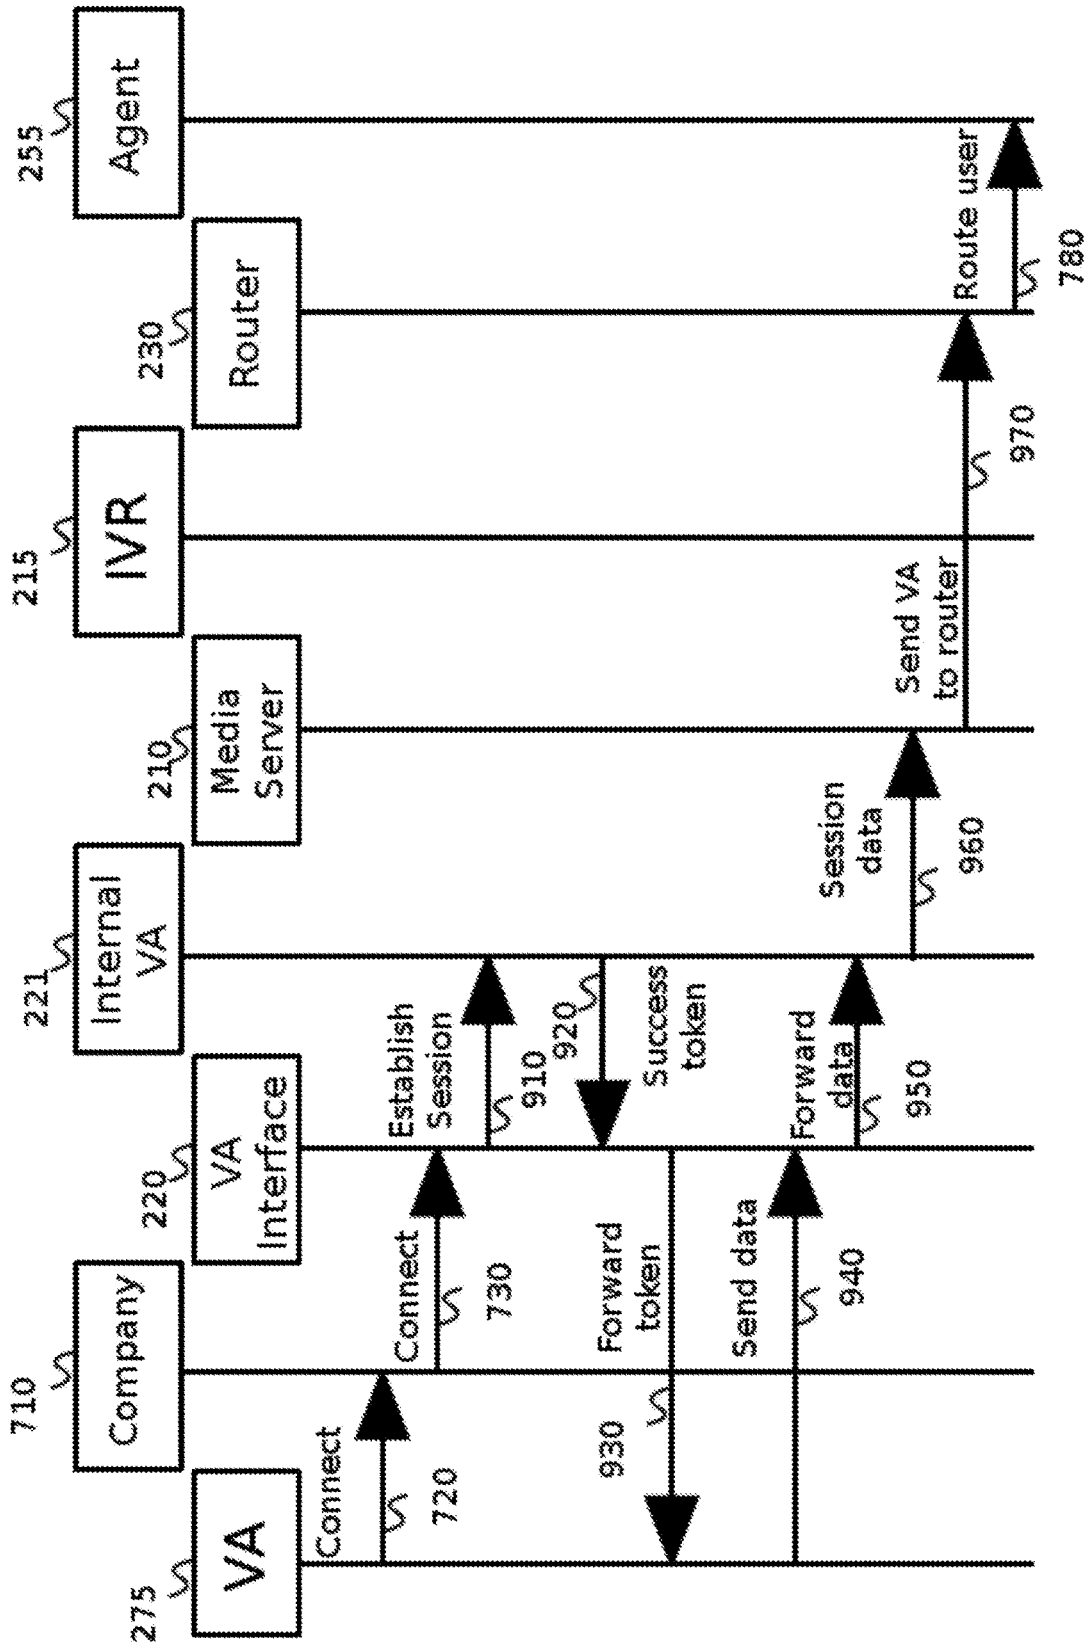 275
VA
710
Company
220
VA
Interface
221
Internal
VA
210
Media
Server
215
IVR
230
Router
255
Agent
Connect
720
Connect
730
Establish
Session
910
920
Success
token
Forward
token
930
Send data
940
Forward
data
950
Session
data
960
Send VA
to router
970
Route user
780